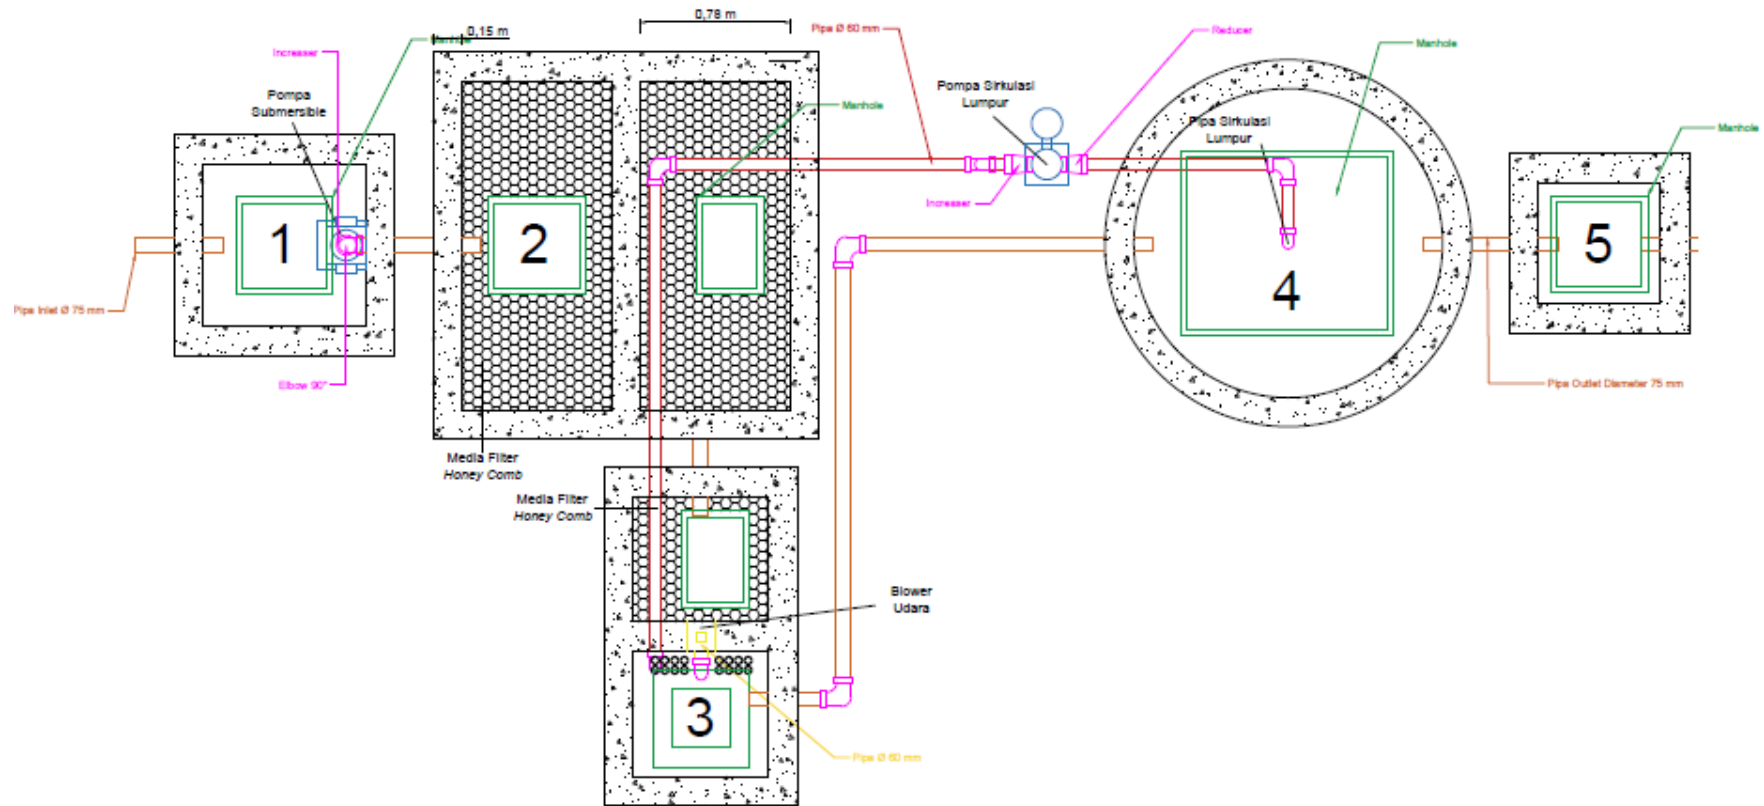 0,78 m
0,15 m
Pipa Ø 60 mm
Reducer
Increaser
Manhole
Manhole
Pompa
Submersible
Manhole
Pompa Sirkulasi
Lumpur
Pipa Sirkulasi
Lumpur
Manhole
Increaser
1
2
4
5
Pipa Inlet Ø 75 mm
Elbow 90°
Pipa Outlet Diameter 75 mm
Media Filter
Honey Comb
Media Filter
Honey Comb
Blower
Udara
3
Pipa Ø 60 mm